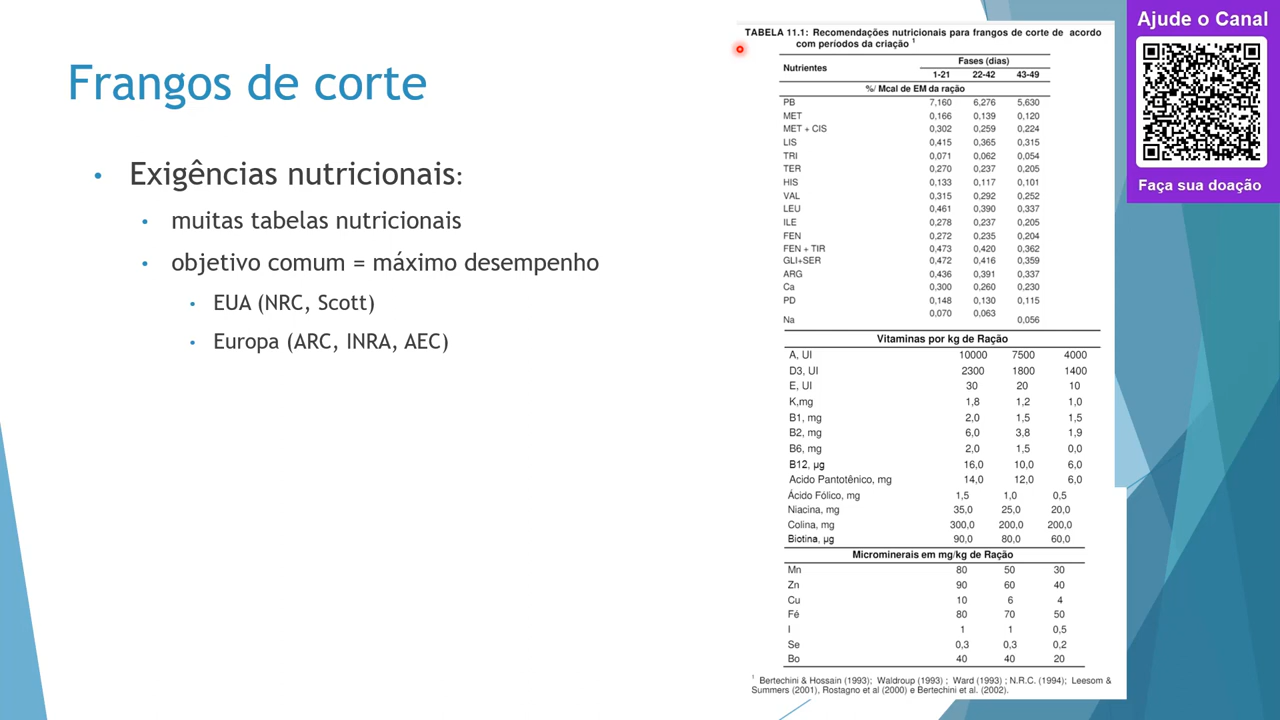 Frangos de corte
• Exigências nutricionais:
• muitas tabelas nutricionais
• objetivo comum = máximo desempenho
• EUA (NRC, Scott)
• Europa (ARC, INRA, AEC)
TABELA 11.1: Recomendações nutricionais para frangos de corte de acordo
com períodos da criação 1
Nutrientes Fases (dias)
1-21 22-42 43-49
%/ Mcal de EM da ração
PB 7,160 6,276 5,630
MET 0,166 0,139 0,120
MET + CIS 0,302 0,259 0,224
LIS 0,415 0,365 0,315
TRI 0,071 0,062 0,054
TER 0,270 0,237 0,205
HIS 0,133 0,117 0,101
VAL 0,315 0,292 0,252
LEU 0,461 0,390 0,337
ILE 0,278 0,237 0,205
FEN 0,272 0,235 0,204
FEN + TIR 0,473 0,420 0,362
GLI+SER 0,472 0,416 0,359
ARG 0,436 0,391 0,337
Ca 0,300 0,260 0,230
PD 0,148 0,130 0,115
Na 0,070 0,063 0,056
Vitaminas por kg de Ração
A, UI 10000 7500 4000
D3, UI 2300 1800 1400
E, UI 30 20 10
K,mg 1,8 1,2 1,0
B1, mg 2,0 1,5 1,5
B2, mg 6,0 3,8 1,9
B6, mg 2,0 1,5 0,0
B12, µg 16,0 10,0 6,0
Acido Pantotênico, mg 14,0 12,0 6,0
Ácido Fólico, mg 1,5 1,0 0,5
Niacina, mg 35,0 25,0 20,0
Colina, mg 300,0 200,0 200,0
Biotina, µg 90,0 80,0 60,0
Microminerais em mg/kg de Ração
Mn 80 50 30
Zn 90 60 40
Cu 10 6 4
Fé 80 70 50
I 1 1 0,5
Se 0,3 0,3 0,2
Bo 40 40 20
1 Bertechini & Hossain (1993); Waldroup (1993) ; Ward (1993) ; N.R.C. (1994); Leesom &
Summers (2001), Rostagno et al (2000) e Bertechini et al. (2002).
Ajude o Canal
Faça sua doação